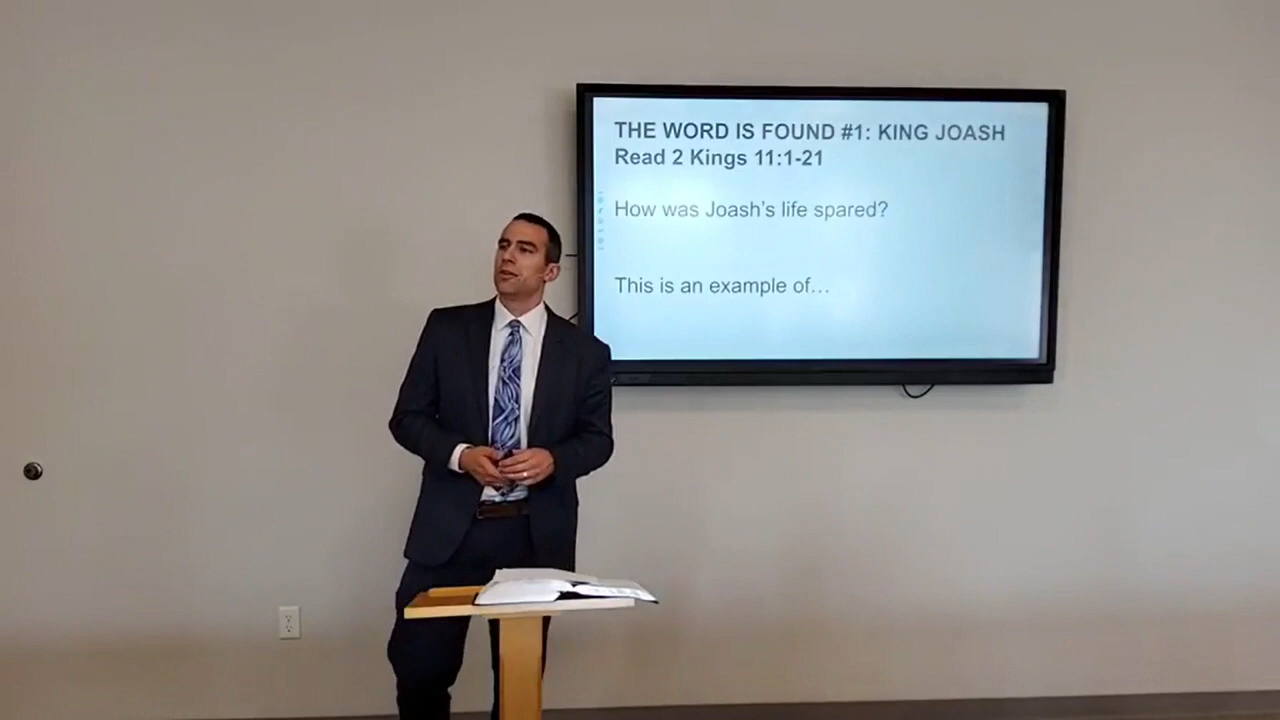 THE WORD IS FOUND #1: KING JOASH
Read 2 Kings 11:1-21
How was Joash’s life spared?
This is an example of…